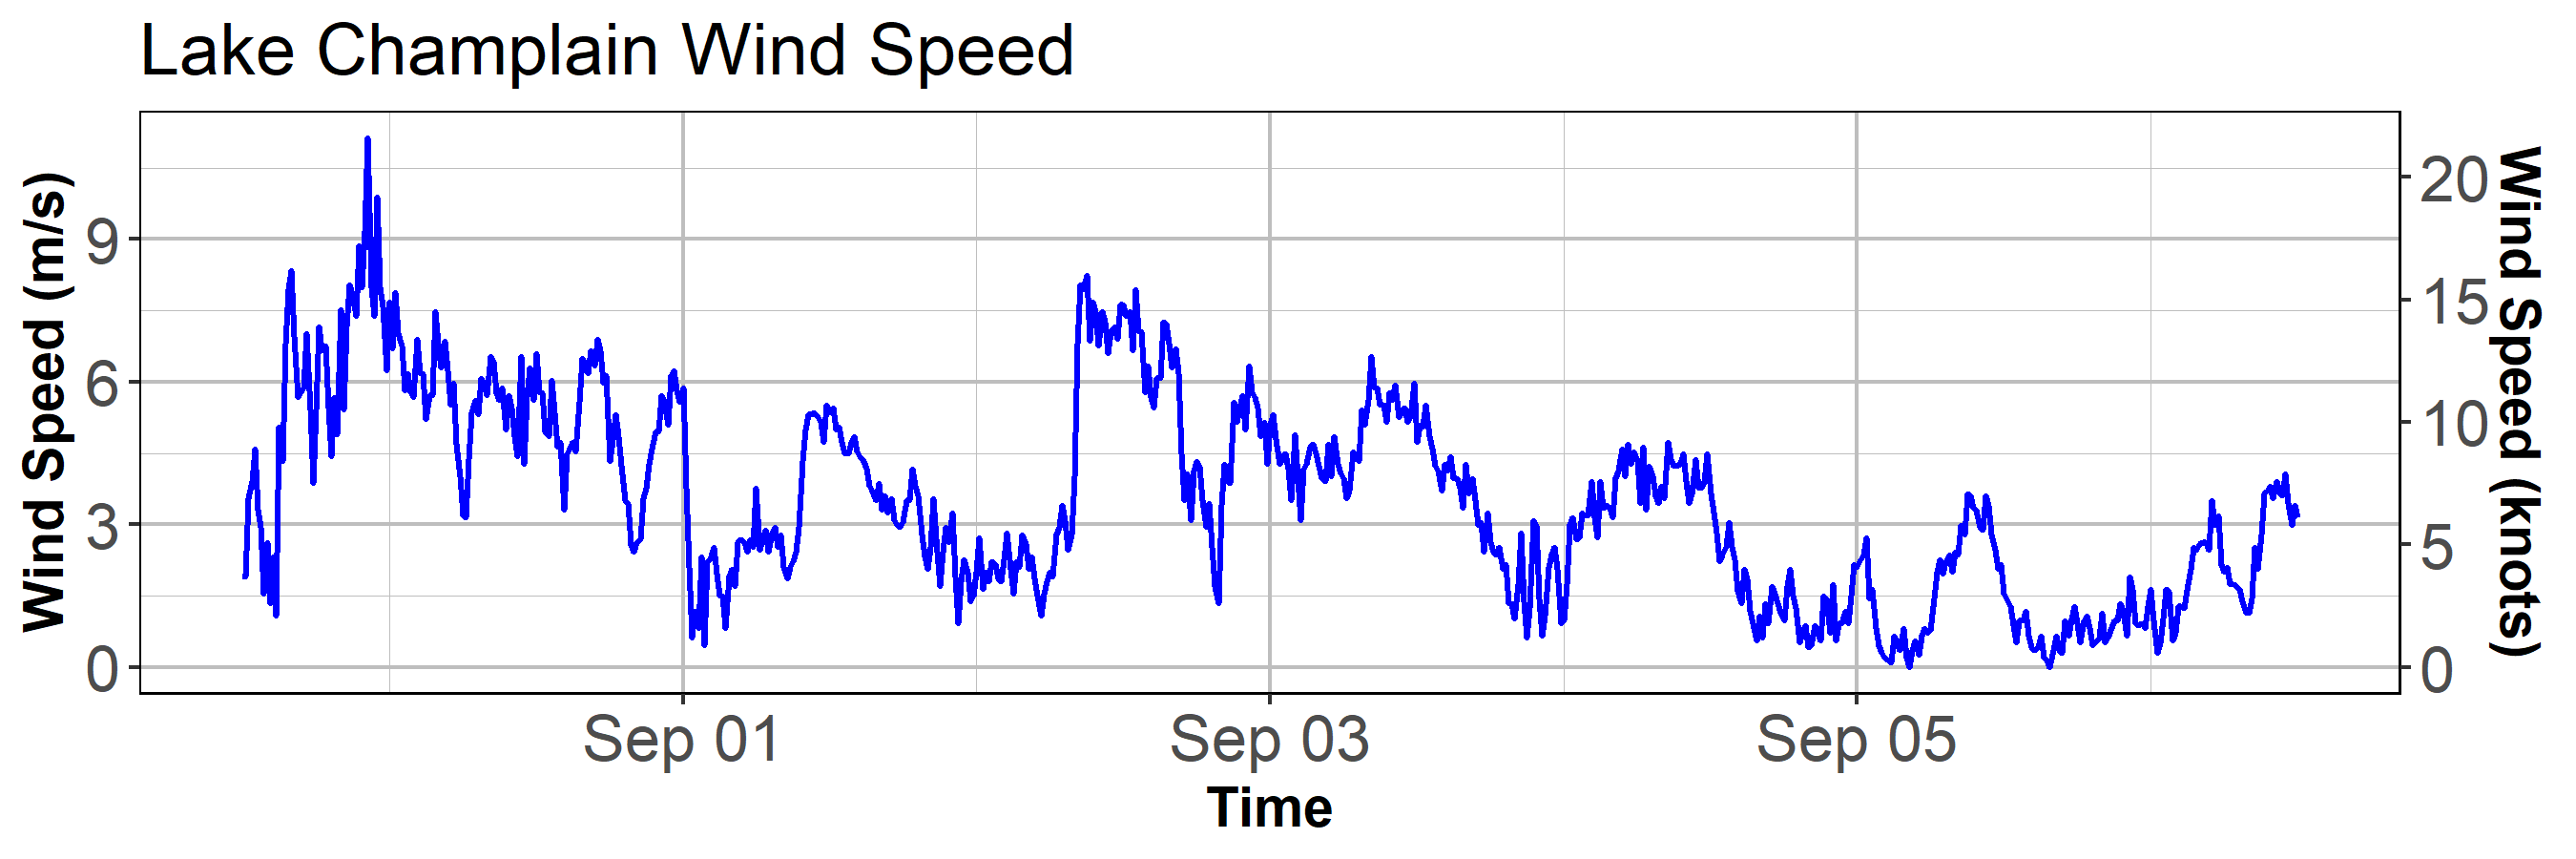 Lake Champlain Wind Speed
Wind Speed (m/s)
9
6
3
0
20
15
10
5
0
Wind Speed (knots)
Sep 01
Sep 03
Sep 05
Time